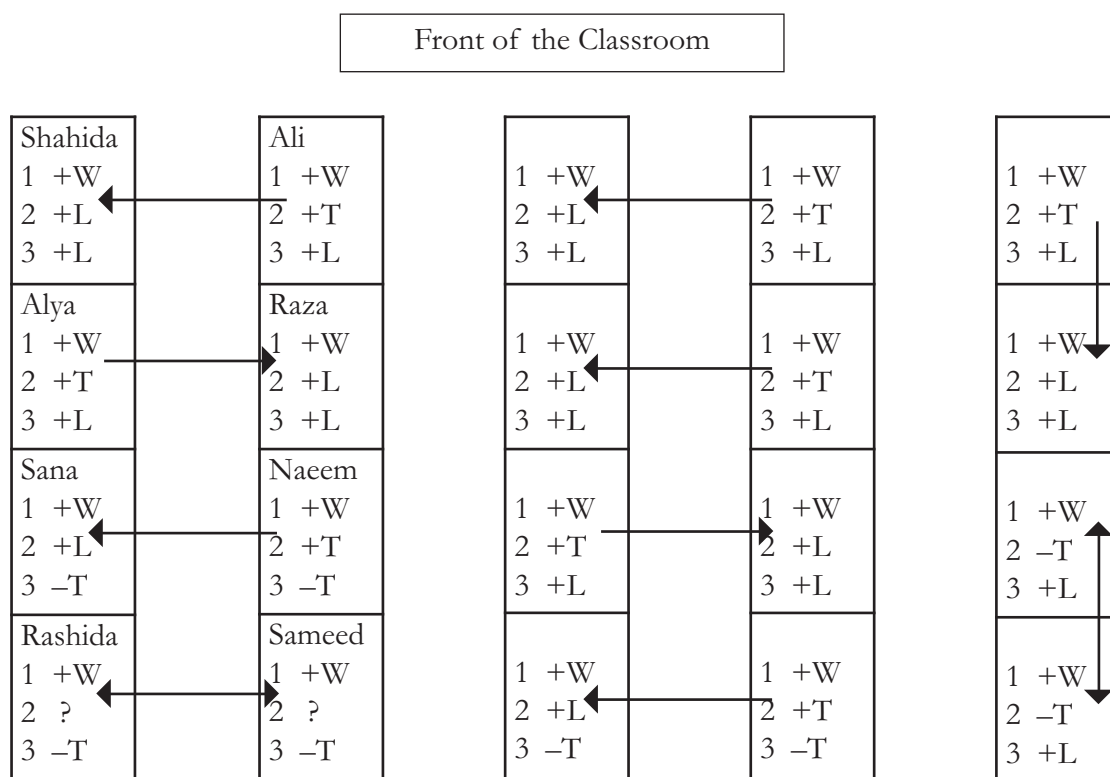 Front of the Classroom
Shahida
1 +W
2 +L
3 +L
Ali
1 +W
2 +T
3 +L
1 +W
2 +L
3 +L
1 +W
2 +T
3 +L
1 +W
2 +T
3 +L
Alya
1 +W
2 +T
3 +L
Raza
1 +W
2 +L
3 +L
1 +W
2 +L
3 +L
1 +W
2 +T
3 +L
1 +W
2 +L
3 +L
Sana
1 +W
2 +L
3 –T
Naeem
1 +W
2 +T
3 –T
1 +W
2 +T
3 +L
1 +W
2 +L
3 +L
1 +W
2 –T
3 +L
Rashida
1 +W
2 ?
3 –T
Sameed
1 +W
2 ?
3 –T
1 +W
2 +L
3 –T
1 +W
2 +T
3 –T
1 +W
2 –T
3 +L